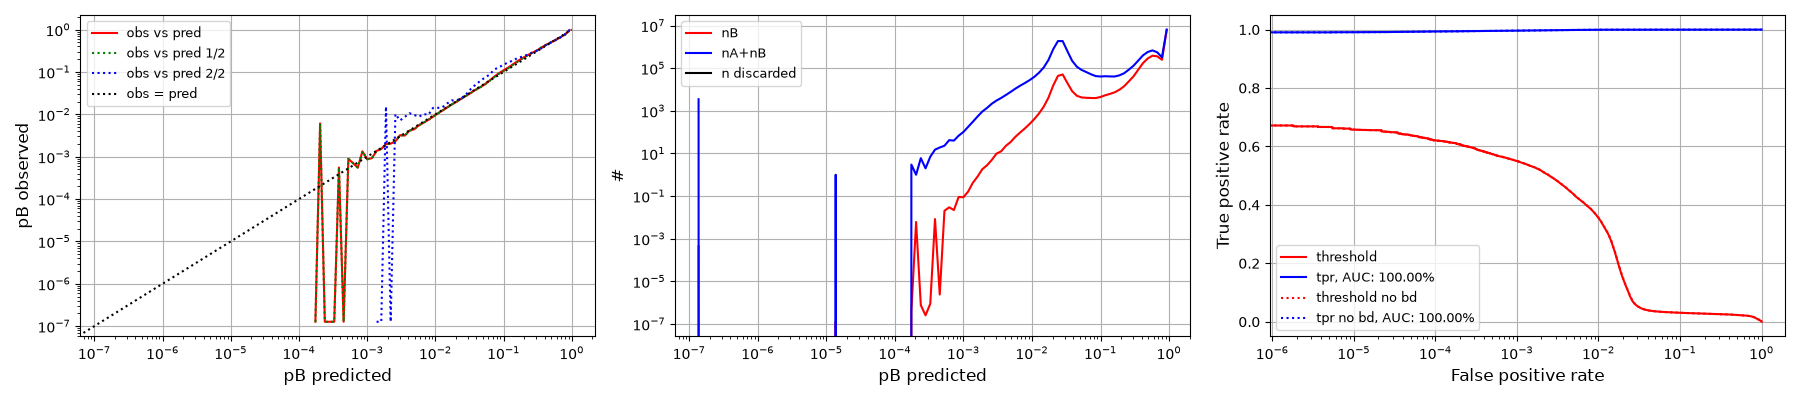 obs vs pred
obs vs pred 1/2
obs vs pred 2/2
obs = pred
pB observed
10⁰
10⁻¹
10⁻²
10⁻³
10⁻⁴
10⁻⁵
10⁻⁶
10⁻⁷
10⁻⁷ 10⁻⁶ 10⁻⁵ 10⁻⁴ 10⁻³ 10⁻² 10⁻¹ 10⁰
pB predicted
nB
nA+nB
n discarded
#
10⁷
10⁵
10³
10¹
10⁻¹
10⁻³
10⁻⁵
10⁻⁷
10⁻⁷ 10⁻⁶ 10⁻⁵ 10⁻⁴ 10⁻³ 10⁻² 10⁻¹ 10⁰
pB predicted
True positive rate
1.0
0.8
0.6
0.4
0.2
0.0
threshold
tpr, AUC: 100.00%
threshold no bd
tpr no bd, AUC: 100.00%
10⁻⁶ 10⁻⁵ 10⁻⁴ 10⁻³ 10⁻² 10⁻¹ 10⁰
False positive rate